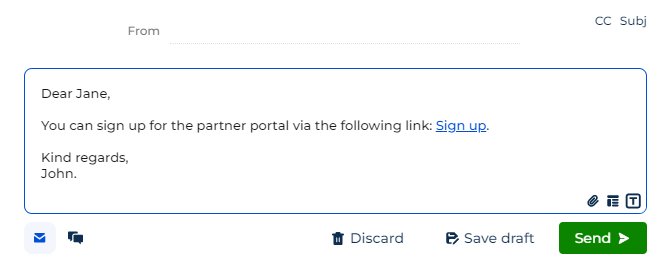 CC Subj
From
Dear Jane,
You can sign up for the partner portal via the following link: Sign up.
Kind regards,
John.
T
Discard Save draft Send